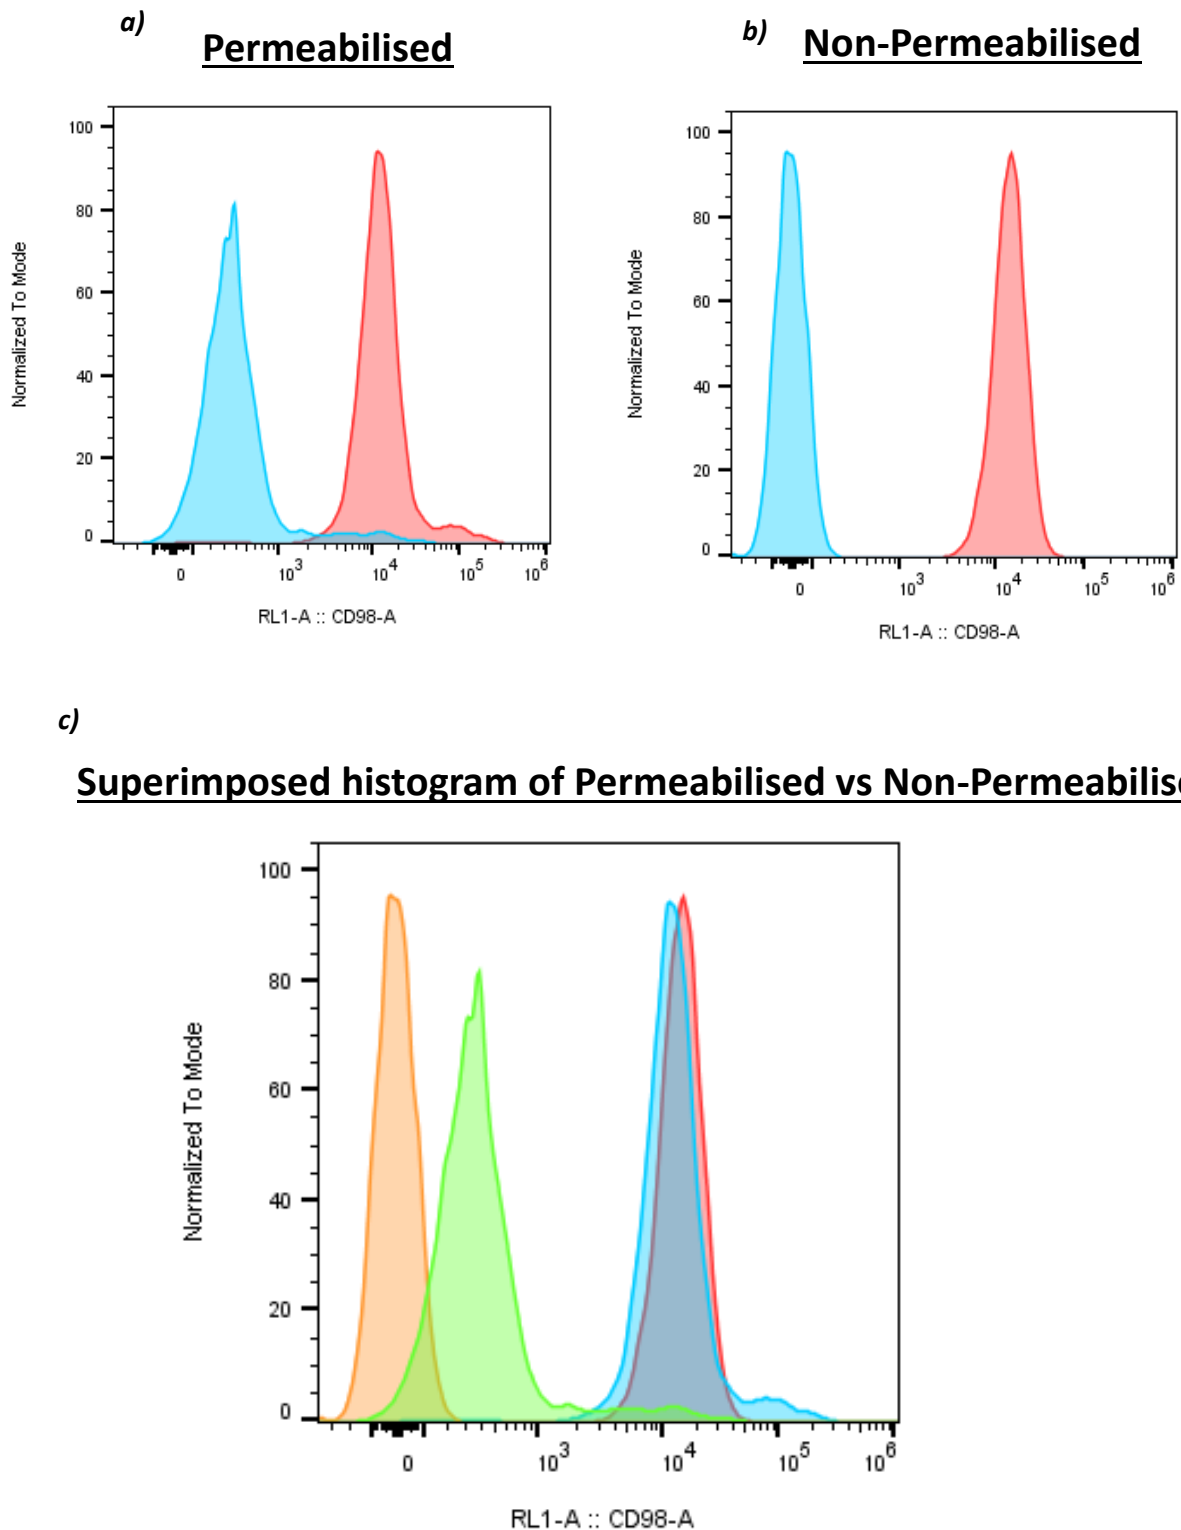 a)
Permeabilised
b)
Non-Permeabilised
100
80
60
40
20
0
Normalized To Mode
0 10^3 10^4 10^5 10^6
RL1-A :: CD98-A
100
80
60
40
20
0
Normalized To Mode
0 10^3 10^4 10^5 10^6
RL1-A :: CD98-A
c)
Superimposed histogram of Permeabilised vs Non-Permeabilise
100
80
60
40
20
0
Normalized To Mode
0 10^3 10^4 10^5 10^6
RL1-A :: CD98-A